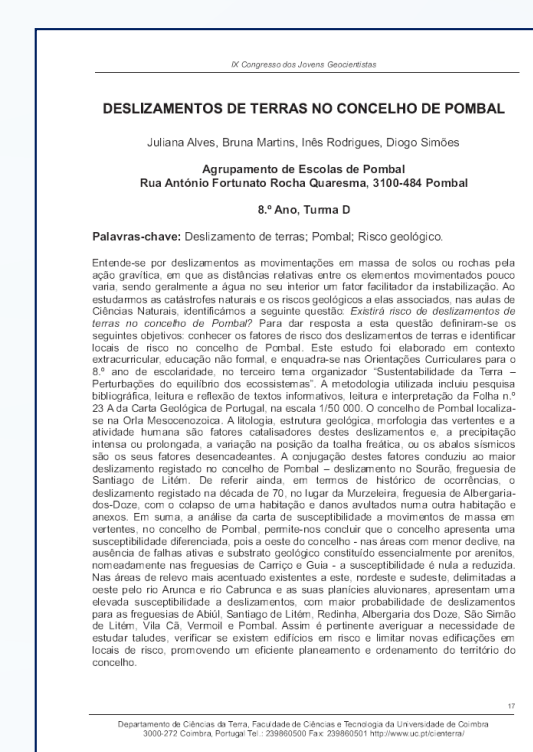 IX Congresso dos Jovens Geocientistas
DESLIZAMENTOS DE TERRAS NO CONCELHO DE POMBAL
Juliana Alves, Bruna Martins, Inês Rodrigues, Diogo Simões
Agrupamento de Escolas de Pombal
Rua António Fortunato Rocha Quaresma, 3100-484 Pombal
8.º Ano, Turma D
Palavras-chave: Deslizamento de terras; Pombal; Risco geológico.
Entende-se por deslizamentos as movimentações em massa de solos ou rochas pela
ação gravítica, em que as distâncias relativas entre os elementos movimentados pouco
varia, sendo geralmente a água no seu interior um fator facilitador da instabilização. Ao
estudarmos as catástrofes naturais e os riscos geológicos a elas associados, nas aulas de
Ciências Naturais, identificámos a seguinte questão: Existirá risco de deslizamentos de
terras no concelho de Pombal? Para dar resposta a esta questão definiram-se os
seguintes objetivos: conhecer os fatores de risco dos deslizamentos de terras e identificar
locais de risco no concelho de Pombal. Este estudo foi elaborado em contexto
extracurricular, educação não formal, e enquadra-se nas Orientações Curriculares para o
8.º ano de escolaridade, no terceiro tema organizador “Sustentabilidade da Terra –
Perturbações do equilíbrio dos ecossistemas”. A metodologia utilizada incluiu pesquisa
bibliográfica, leitura e reflexão de textos informativos, leitura e interpretação da Folha n.º
23 A da Carta Geológica de Portugal, na escala 1/50 000. O concelho de Pombal localiza-
se na Orla Mesocenozoica. A litologia, estrutura geológica, morfologia das vertentes e a
atividade humana são fatores catalisadores destes deslizamentos e, a precipitação
intensa ou prolongada, a variação na posição da toalha freática, ou os abalos sísmicos
são os seus fatores desencadeantes. A conjugação destes fatores conduziu ao maior
deslizamento registado no concelho de Pombal – deslizamento no Sourão, freguesia de
Santiago de Litém. De referir ainda, em termos de histórico de ocorrências, o
deslizamento registado na década de 70, no lugar da Murzeleira, freguesia de Albergaria-
dos-Doze, com o colapso de uma habitação e danos avultados numa outra habitação e
anexos. Em suma, a análise da carta de susceptibilidade a movimentos de massa em
vertentes, no concelho de Pombal, permite-nos concluir que o concelho apresenta uma
susceptibilidade diferenciada, pois a oeste do concelho - nas áreas com menor declive, na
ausência de falhas ativas e substrato geológico constituído essencialmente por arenitos,
nomeadamente nas freguesias de Carriço e Guia - a susceptibilidade é nula a reduzida.
Nas áreas de relevo mais acentuado existentes a este, nordeste e sudeste, delimitadas a
oeste pelo rio Arunca e rio Cabrunca e as suas planícies aluvionares, apresentam uma
elevada susceptibilidade a deslizamentos, com maior probabilidade de deslizamentos
para as freguesias de Abiúl, Santiago de Litém, Redinha, Albergaria dos Doze, São Simão
de Litém, Vila Cã, Vermoil e Pombal. Assim é pertinente averiguar a necessidade de
estudar taludes, verificar se existem edifícios em risco e limitar novas edificações em
locais de risco, promovendo um eficiente planeamento e ordenamento do território do
concelho.
17
Departamento de Ciências da Terra, Faculdade de Ciências e Tecnologia da Universidade de Coimbra
3000-272 Coimbra, Portugal Tel.: 239860500 Fax: 239860501 http://www.uc.pt/cienterra/